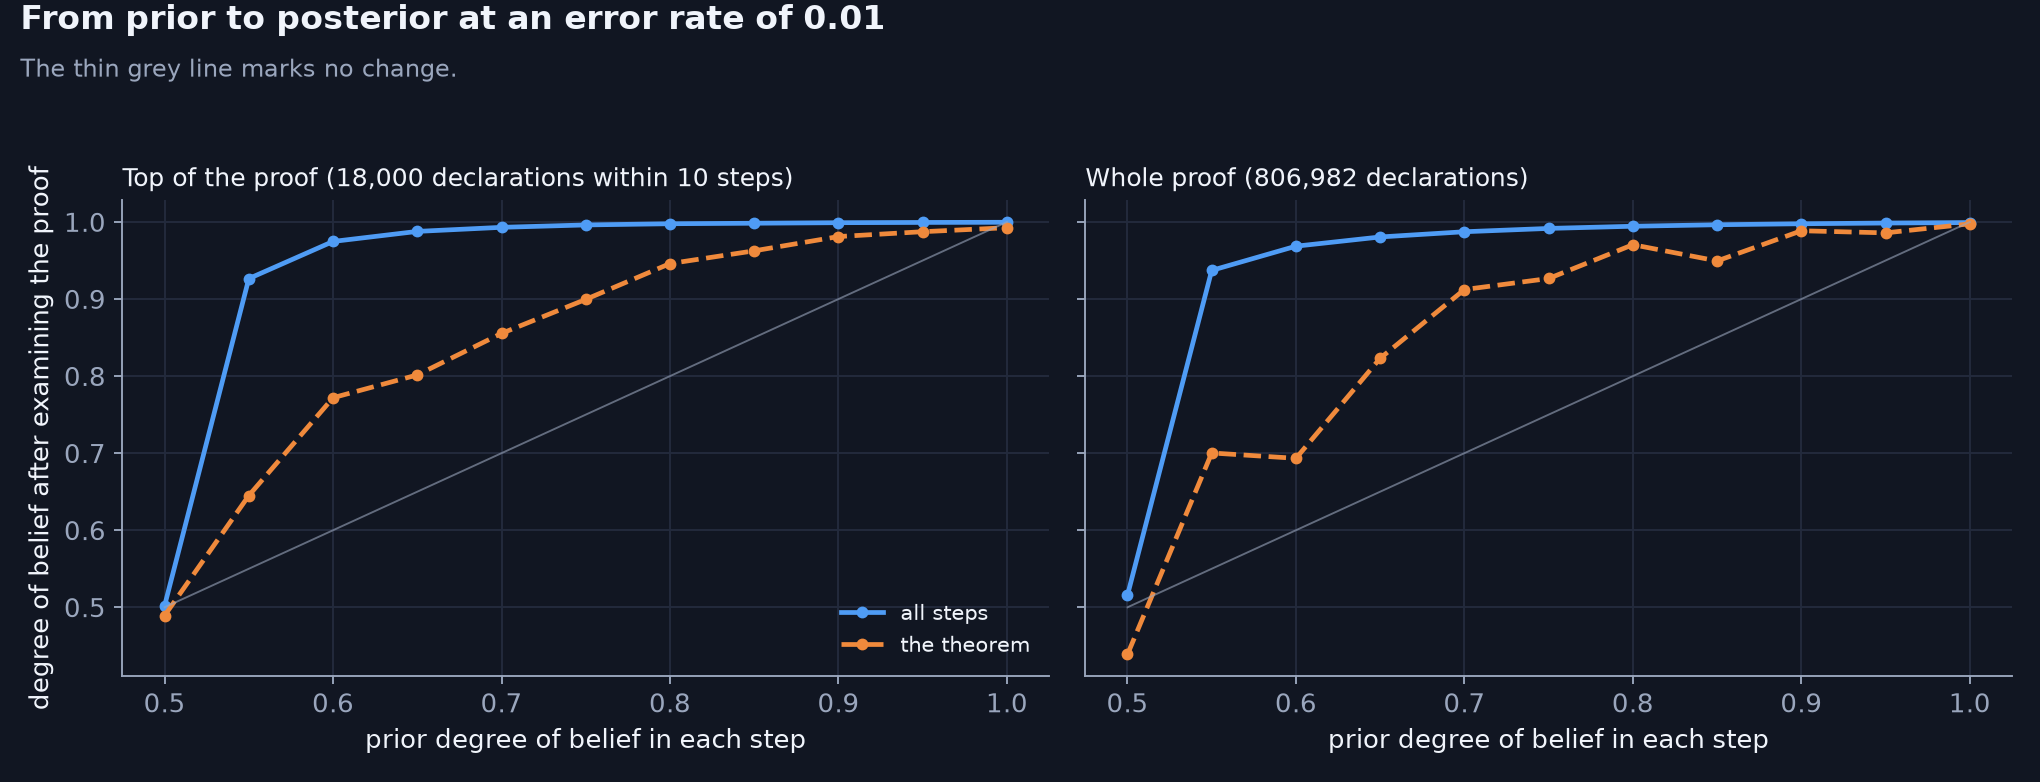 From prior to posterior at an error rate of 0.01
The thin grey line marks no change.
Top of the proof (18,000 declarations within 10 steps)
degree of belief after examining the proof
1.0
0.9
0.8
0.7
0.6
0.5
all steps
the theorem
0.5 0.6 0.7 0.8 0.9 1.0
prior degree of belief in each step
Whole proof (806,982 declarations)
0.5 0.6 0.7 0.8 0.9 1.0
prior degree of belief in each step